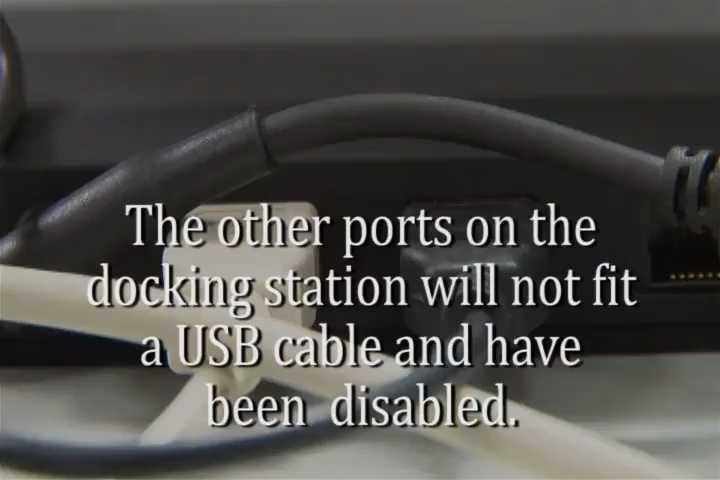 The other ports on the
docking station will not fit
a USB cable and have
been  disabled.